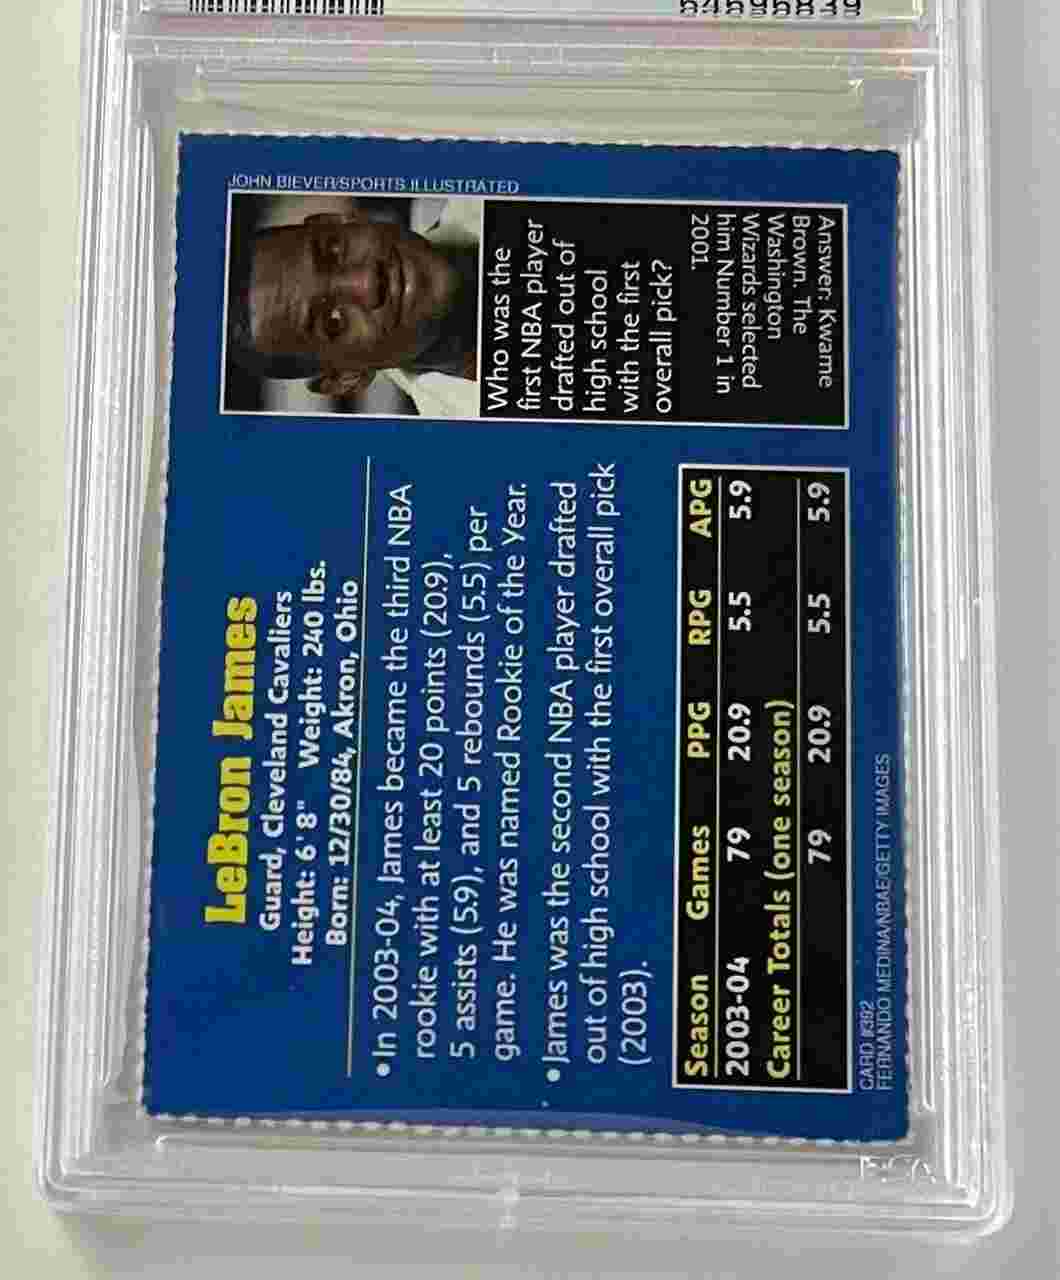 54595839
JOHN BIEVER/SPORTS ILLUSTRATED
LeBron James
Guard, Cleveland Cavaliers
Height: 6' 8" Weight: 240 lbs.
Born: 12/30/84, Akron, Ohio
•In 2003-04, James became the third NBA
rookie with at least 20 points (20.9),
5 assists (5.9), and 5 rebounds (5.5) per
game. He was named Rookie of the Year.
•James was the second NBA player drafted
out of high school with the first overall pick
(2003).
Who was the
first NBA player
drafted out of
high school
with the first
overall pick?
Answer: Kwame
Brown. The
Washington
Wizards selected
him Number 1 in
2001.
Season Games PPG RPG APG
2003-04 79 20.9 5.5 5.9
Career Totals (one season)
79 20.9 5.5 5.9
CARD #392
FERNANDO MEDINA/NBAE/GETTY IMAGES
PSA